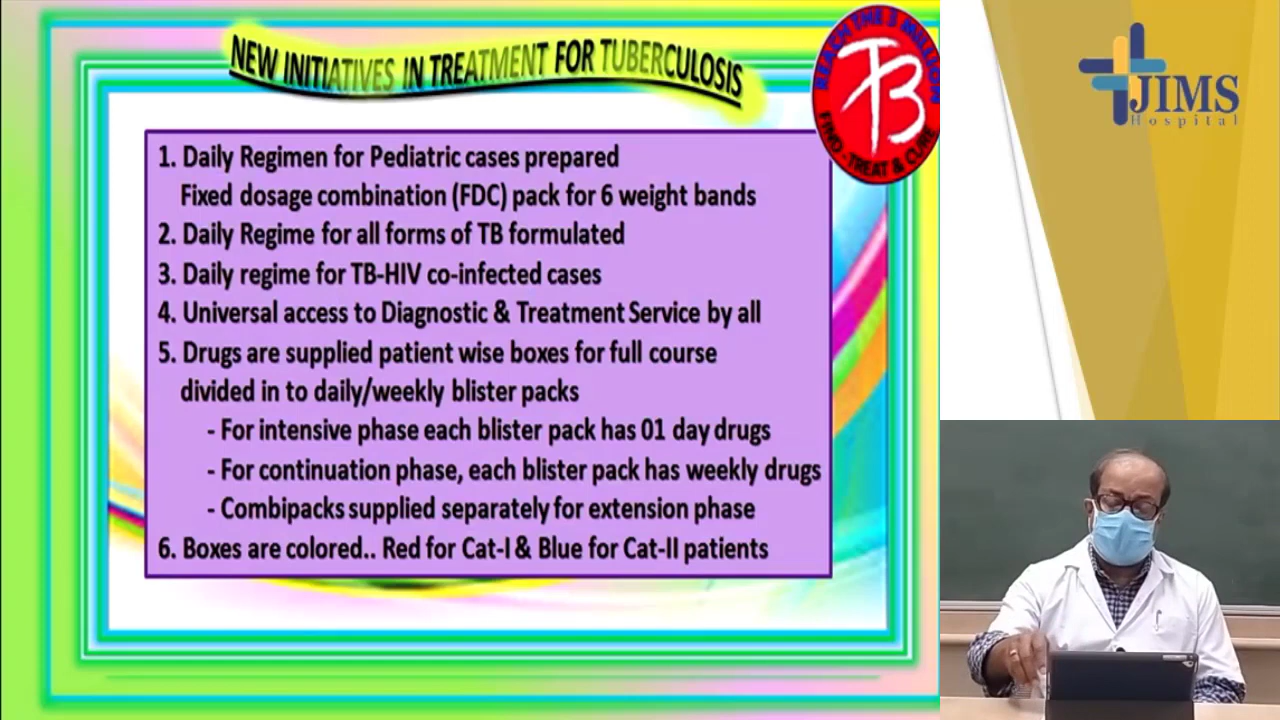 NEW INITIATIVES IN TREATMENT FOR TUBERCULOSIS
REACH THE 3 MILLION
TB
FIND - TREAT & CURE
JIMS
Hospital
1. Daily Regimen for Pediatric cases prepared
Fixed dosage combination (FDC) pack for 6 weight bands
2. Daily Regime for all forms of TB formulated
3. Daily regime for TB-HIV co-infected cases
4. Universal access to Diagnostic & Treatment Service by all
5. Drugs are supplied patient wise boxes for full course
divided in to daily/weekly blister packs
- For intensive phase each blister pack has 01 day drugs
- For continuation phase, each blister pack has weekly drugs
- Combipacks supplied separately for extension phase
6. Boxes are colored.. Red for Cat-I & Blue for Cat-II patients